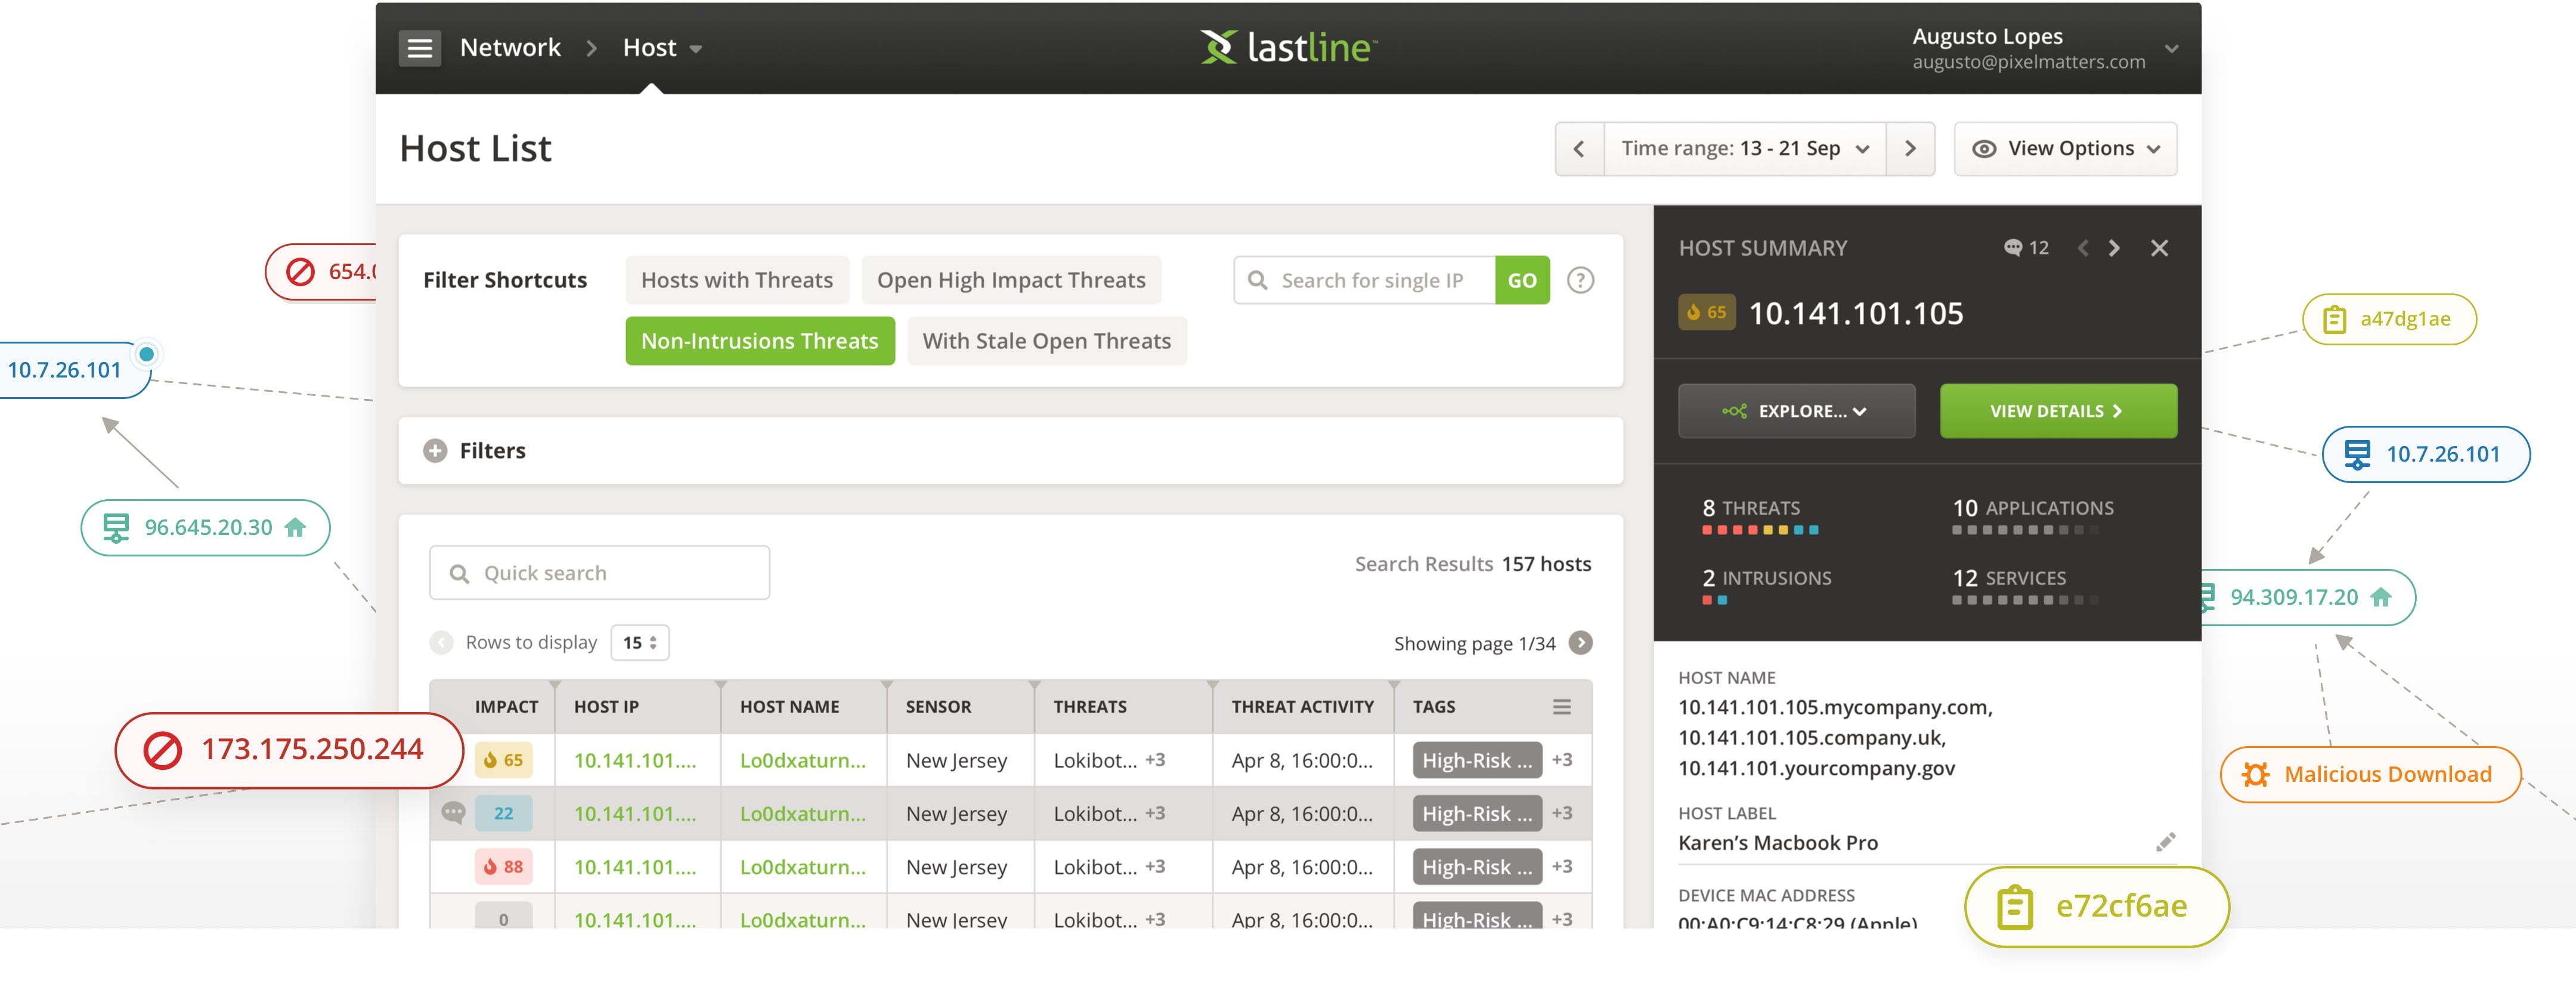 Network
Host
lastline™
Augusto Lopes
augusto@pixelmatters.com
Host List
Time range: 13 - 21 Sep
View Options
Filter Shortcuts
Hosts with Threats
Open High Impact Threats
Search for single IP
GO
?
Non-Intrusions Threats
With Stale Open Threats
Filters
Quick search
Search Results 157 hosts
Rows to display 15
Showing page 1/34
IMPACT HOST IP HOST NAME SENSOR THREATS THREAT ACTIVITY TAGS
65 10.141.101.... Lo0dxaturn... New Jersey Lokibot... +3 Apr 8, 16:00:0... High-Risk ... +3
22 10.141.101.... Lo0dxaturn... New Jersey Lokibot... +3 Apr 8, 16:00:0... High-Risk ... +3
88 10.141.101.... Lo0dxaturn... New Jersey Lokibot... +3 Apr 8, 16:00:0... High-Risk ... +3
0 10.141.101.... Lo0dxaturn... New Jersey Lokibot... +3 Apr 8, 16:00:0... High-Risk ... +3
HOST SUMMARY
12
65 10.141.101.105
EXPLORE...
VIEW DETAILS
8 THREATS
10 APPLICATIONS
2 INTRUSIONS
12 SERVICES
HOST NAME
10.141.101.105.mycompany.com,
10.141.101.105.company.uk,
10.141.101.yourcompany.gov
HOST LABEL
Karen’s Macbook Pro
DEVICE MAC ADDRESS
00:A0:C9:14:C8:29 (Apple)
654.
10.7.26.101
96.645.20.30
173.175.250.244
a47dg1ae
10.7.26.101
94.309.17.20
Malicious Download
e72cf6ae